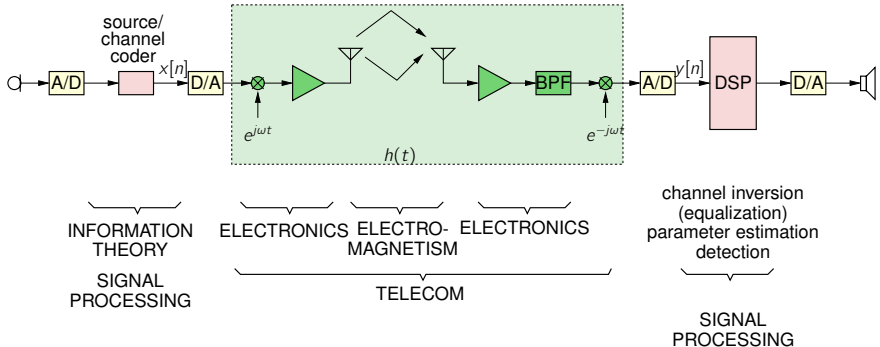 source/
channel
coder
A/D
x[n]
D/A
BPF
A/D
y[n]
DSP
D/A
e^{jωt}
e^{-jωt}
h(t)
channel inversion
(equalization)
parameter estimation
detection
INFORMATION
THEORY
ELECTRONICS
ELECTRO-
MAGNETISM
ELECTRONICS
SIGNAL
PROCESSING
TELECOM
SIGNAL
PROCESSING